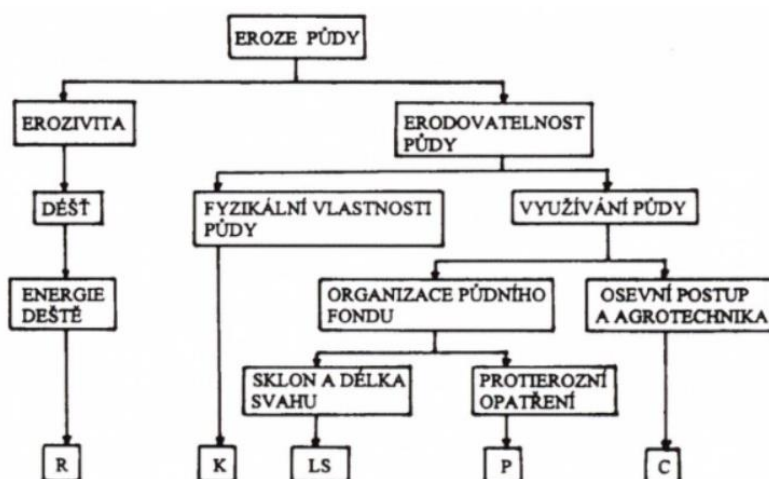 EROZE PŮDY
EROZIVITA
ERODOVATELNOST
PŮDY
DÉŠŤ
FYZIKÁLNÍ VLASTNOSTI
PŮDY
VYUŽÍVÁNÍ PŮDY
ENERGIE
DEŠTĚ
ORGANIZACE PŮDNÍHO
FONDU
OSEVNÍ POSTUP
A AGROTECHNIKA
SKLON A DÉLKA
SVAHU
PROTIEROZNÍ
OPATŘENÍ
R
K
LS
P
C